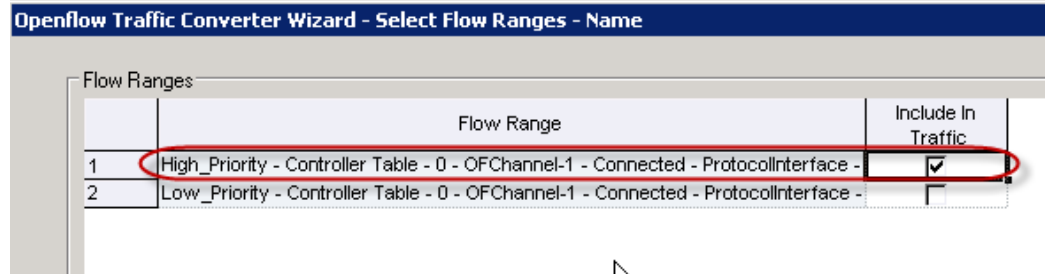 Openflow Traffic Converter Wizard - Select Flow Ranges - Name
Flow Ranges
Flow Range
Include In
Traffic
1 High_Priority - Controller Table - 0 - OFChannel-1 - Connected - ProtocolInterface -
2 Low_Priority - Controller Table - 0 - OFChannel-1 - Connected - ProtocolInterface -